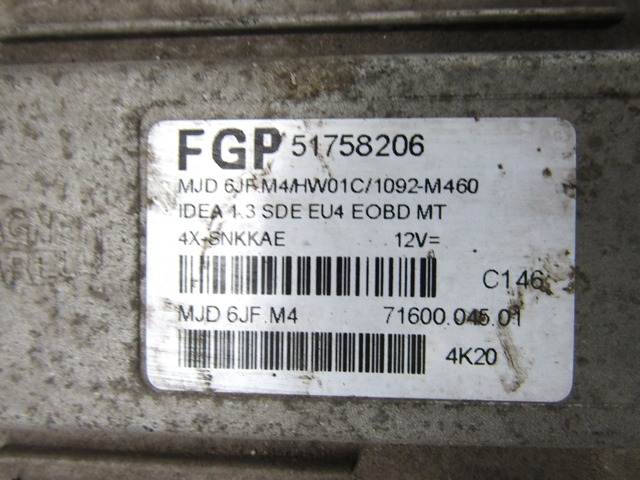 FGP 51758206
MJD 6JF.M4/HW01C/1092-M460
IDEA 1.3 SDE EU4 EOBD MT
4X-SNKKAE 12V=
C146
MJD 6JF.M4 71600.045.01
4K20